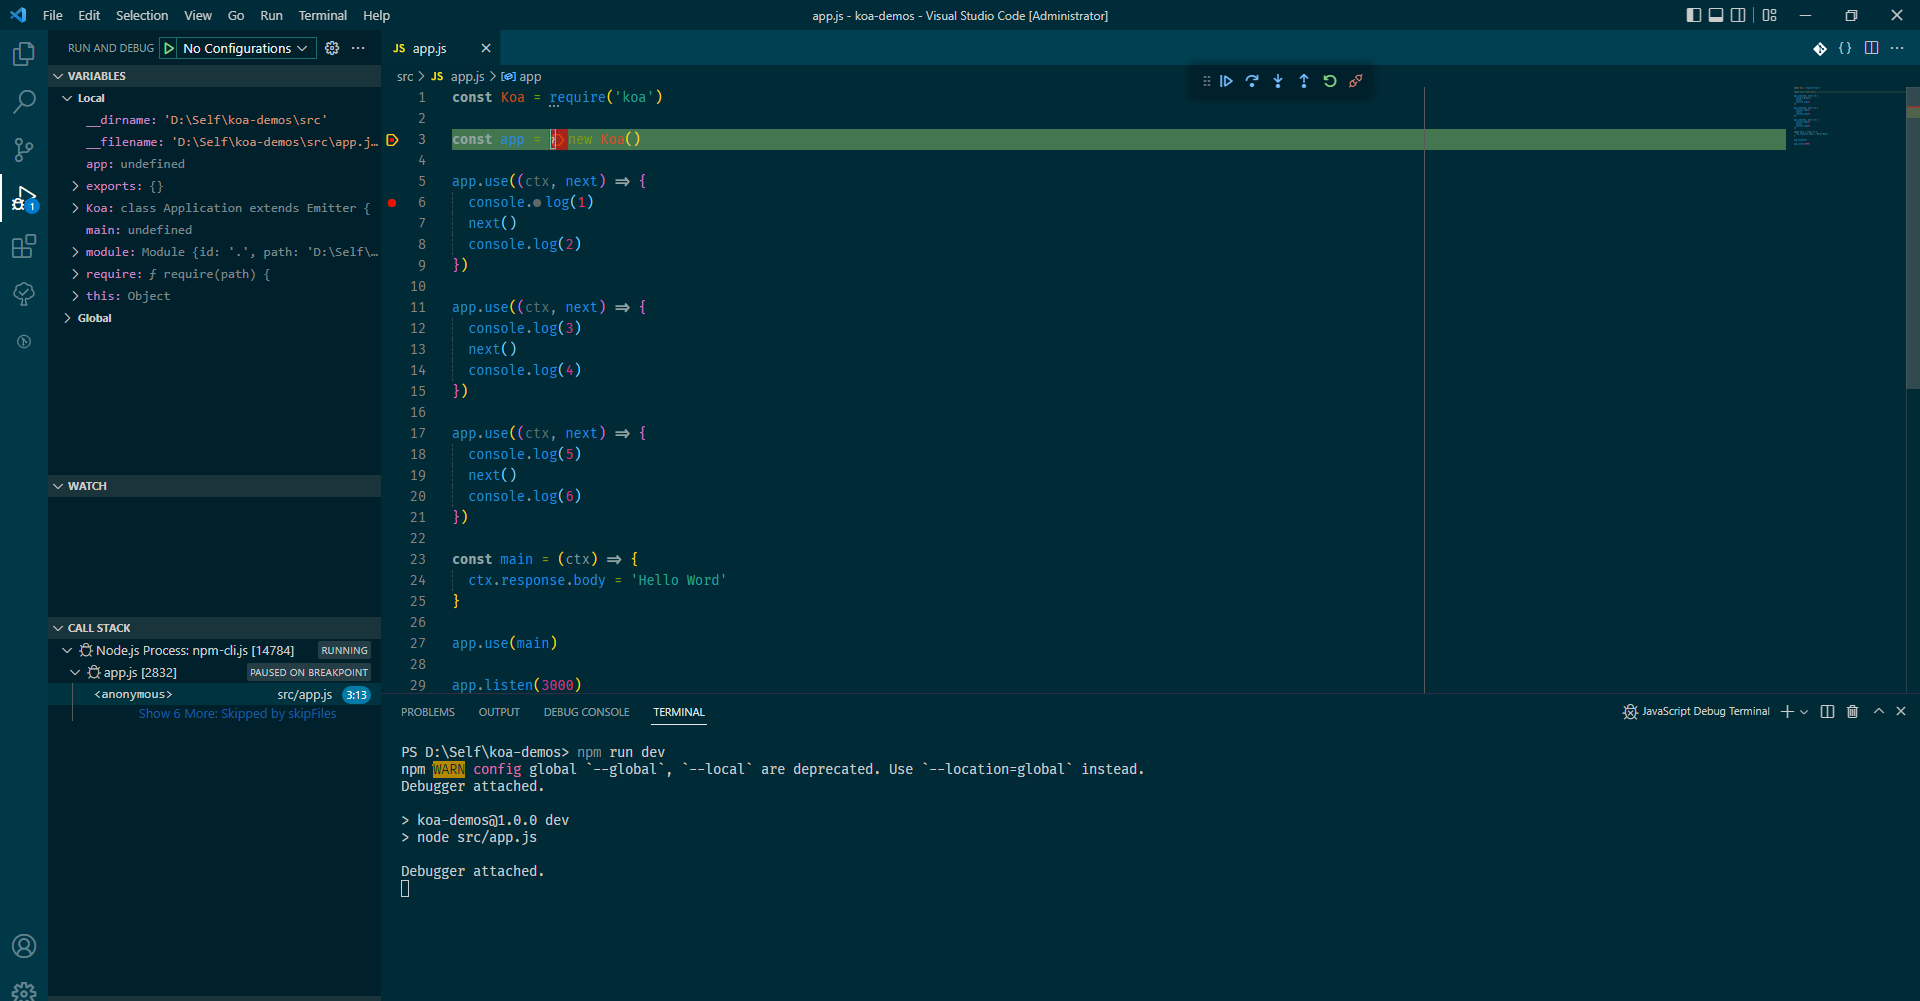 File Edit Selection View Go Run Terminal Help
app.js - koa-demos - Visual Studio Code [Administrator]
RUN AND DEBUG No Configurations
VARIABLES
Local
__dirname: 'D:\Self\koa-demos\src'
__filename: 'D:\Self\koa-demos\src\app.j…
app: undefined
exports: {}
Koa: class Application extends Emitter {
main: undefined
module: Module {id: '.', path: 'D:\Self\…
require: ƒ require(path) {
this: Object
Global
WATCH
CALL STACK
Node.js Process: npm-cli.js [14784] RUNNING
app.js [2832] PAUSED ON BREAKPOINT
<anonymous> src/app.js 3:13
Show 6 More: Skipped by skipFiles
1
JS app.js
src > JS app.js > app
1 const Koa = require('koa')
2
3 const app = new Koa()
4
5 app.use((ctx, next) => {
6 console.log(1)
7 next()
8 console.log(2)
9 })
10
11 app.use((ctx, next) => {
12 console.log(3)
13 next()
14 console.log(4)
15 })
16
17 app.use((ctx, next) => {
18 console.log(5)
19 next()
20 console.log(6)
21 })
22
23 const main = (ctx) => {
24 ctx.response.body = 'Hello Word'
25 }
26
27 app.use(main)
28
29 app.listen(3000)
PROBLEMS OUTPUT DEBUG CONSOLE TERMINAL
JavaScript Debug Terminal
PS D:\Self\koa-demos> npm run dev
npm WARN config global `--global`, `--local` are deprecated. Use `--location=global` instead.
Debugger attached.
> koa-demos@1.0.0 dev
> node src/app.js
Debugger attached.